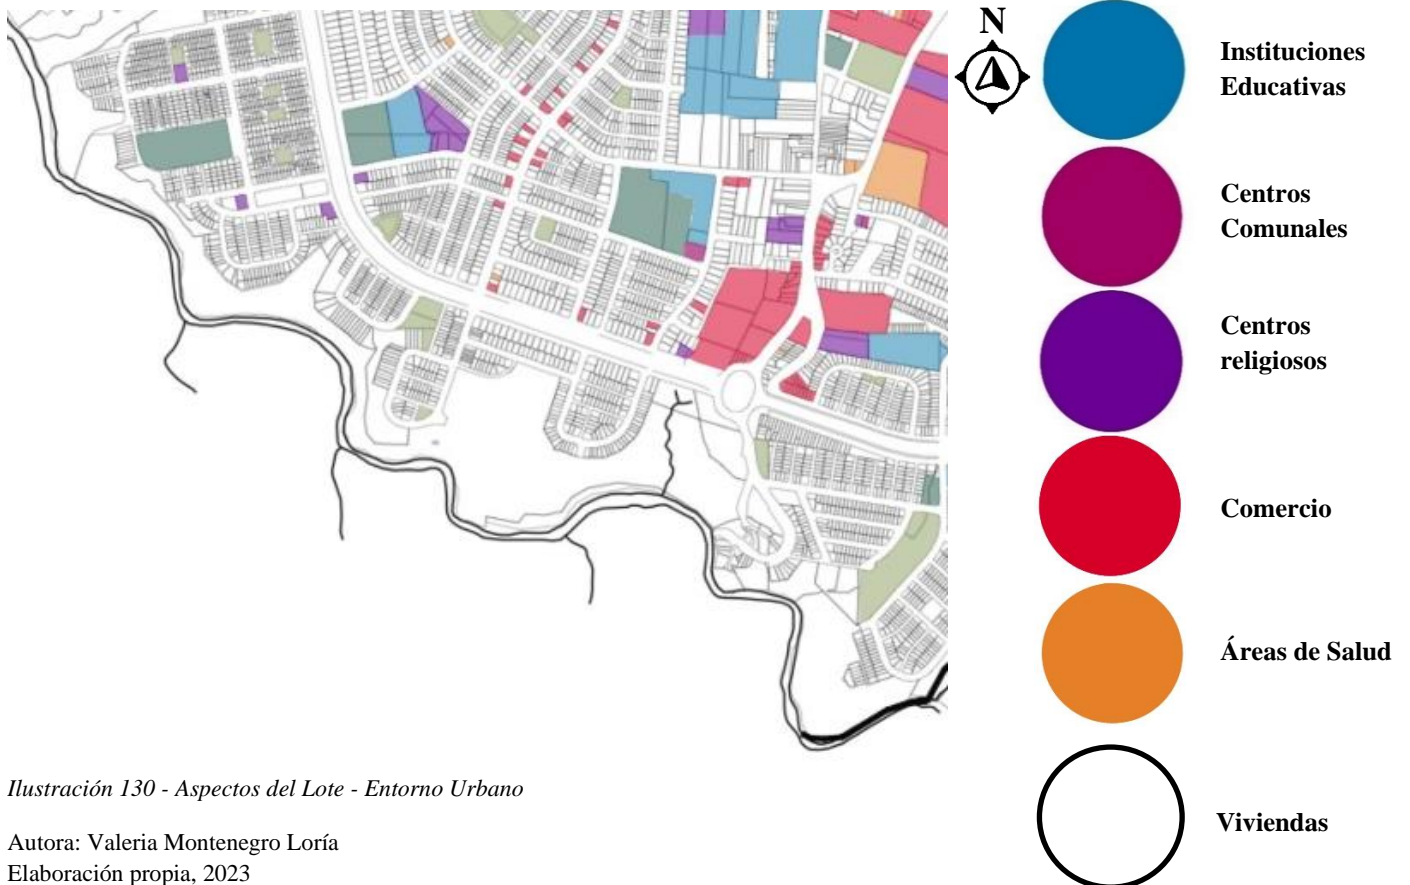 N
Instituciones
Educativas
Centros
Comunales
Centros
religiosos
Comercio
Áreas de Salud
Viviendas
Ilustración 130 - Aspectos del Lote - Entorno Urbano
Autora: Valeria Montenegro Loría
Elaboración propia, 2023